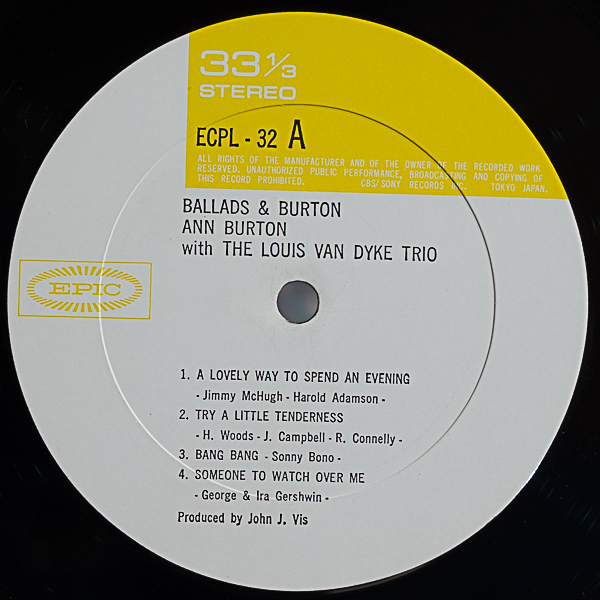 33 1/3
STEREO
ECPL - 32 A
ALL RIGHTS OF THE MANUFACTURER AND OF THE OWNER OF THE RECORDED WORK
RESERVED. UNAUTHORIZED PUBLIC PERFORMANCE, BROADCASTING AND COPYING OF
THIS RECORD PROHIBITED. CBS/SONY RECORDS INC. TOKYO JAPAN.
BALLADS & BURTON
ANN BURTON
with THE LOUIS VAN DYKE TRIO
EPIC
1. A LOVELY WAY TO SPEND AN EVENING
- Jimmy McHugh - Harold Adamson -
2. TRY A LITTLE TENDERNESS
- H. Woods - J. Campbell - R. Connelly -
3. BANG BANG - Sonny Bono -
4. SOMEONE TO WATCH OVER ME
- George & Ira Gershwin -
Produced by John J. Vis